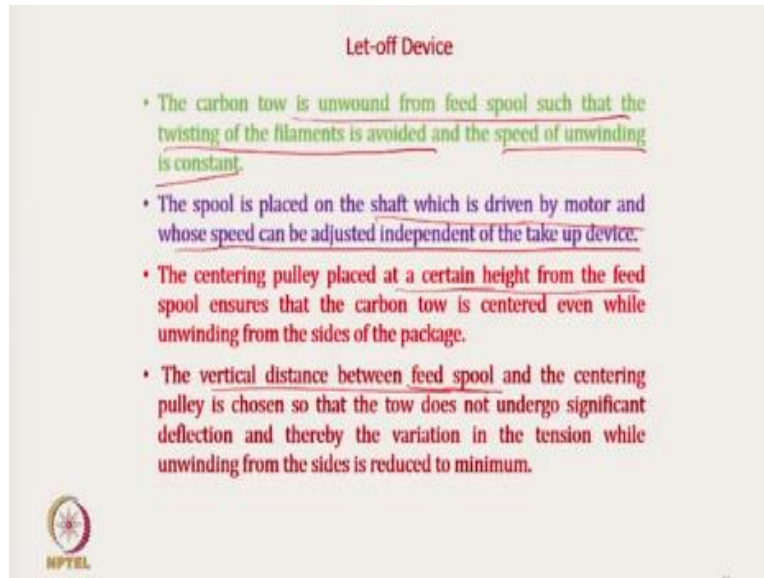 Let-off Device
• The carbon tow is unwound from feed spool such that the
twisting of the filaments is avoided and the speed of unwinding
is constant.
• The spool is placed on the shaft which is driven by motor and
whose speed can be adjusted independent of the take up device.
• The centering pulley placed at a certain height from the feed
spool ensures that the carbon tow is centered even while
unwinding from the sides of the package.
• The vertical distance between feed spool and the centering
pulley is chosen so that the tow does not undergo significant
deflection and thereby the variation in the tension while
unwinding from the sides is reduced to minimum.
NPTEL